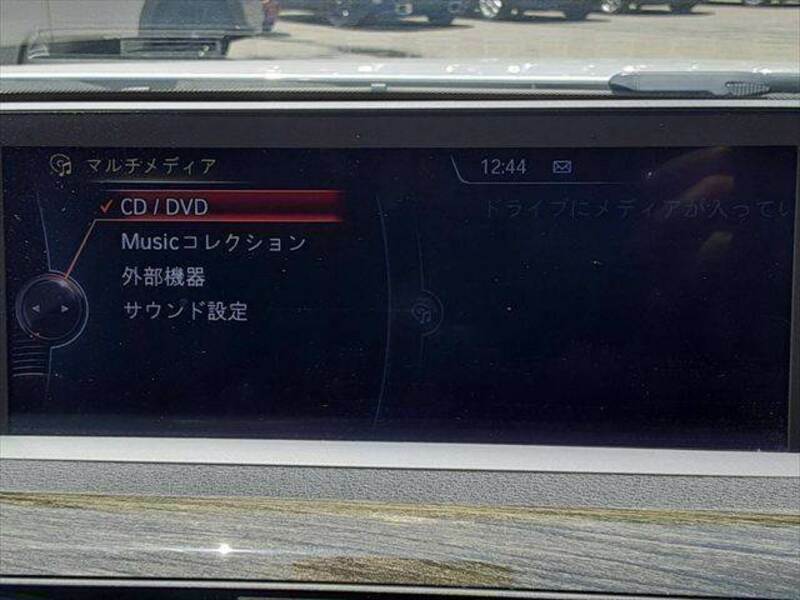 マルチメディア
12:44
CD / DVD
ドライブにメディアが入ってい
Musicコレクション
外部機器
サウンド設定